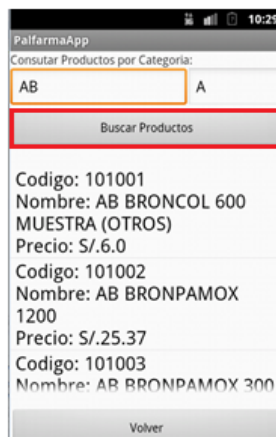 10:29
PalfarmaApp
Consutar Productos por Categoria:
AB A
Buscar Productos
Codigo: 101001
Nombre: AB BRONCOL 600
MUESTRA (OTROS)
Precio: S/.6.0
Codigo: 101002
Nombre: AB BRONPAMOX
1200
Precio: S/.25.37
Codigo: 101003
Nombre: AB BRONPAMOX 300
Volver